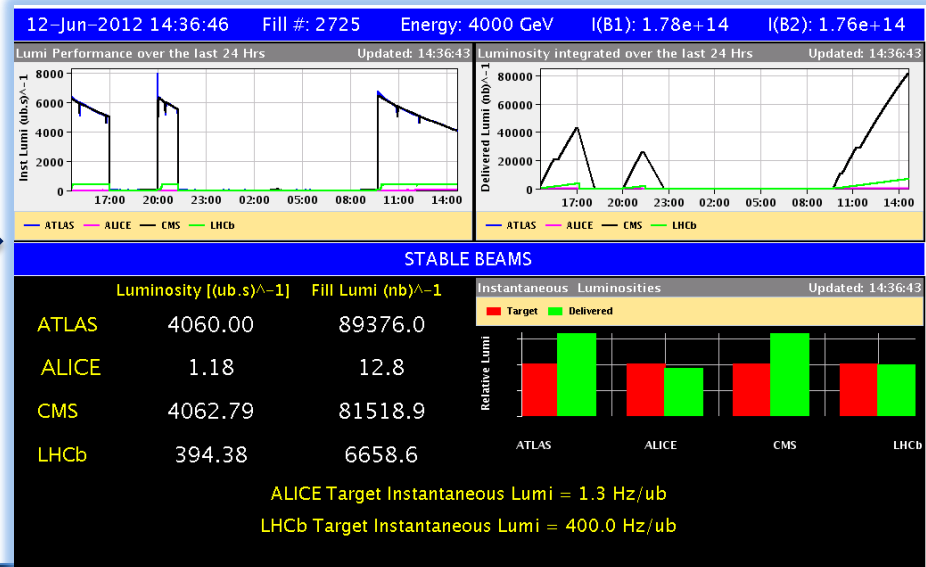 12-Jun-2012 14:36:46 Fill #: 2725 Energy: 4000 GeV I(B1): 1.78e+14 I(B2): 1.76e+14
Lumi Performance over the last 24 Hrs Updated: 14:36:43
Inst Lumi (ub.s)^-1
8000
6000
4000
2000
0
17:00 20:00 23:00 02:00 05:00 08:00 11:00 14:00
ATLAS ALICE CMS LHCb
Luminosity integrated over the last 24 Hrs Updated: 14:36:43
Delivered Lumi (nb)^-1
80000
60000
40000
20000
0
17:00 20:00 23:00 02:00 05:00 08:00 11:00 14:00
ATLAS ALICE CMS LHCb
STABLE BEAMS
Luminosity [(ub.s)^-1] Fill Lumi (nb)^-1
ATLAS 4060.00 89376.0
ALICE 1.18 12.8
CMS 4062.79 81518.9
LHCb 394.38 6658.6
Instantaneous Luminosities Updated: 14:36:43
Target Delivered
Relative Lumi
ATLAS ALICE CMS LHCb
ALICE Target Instantaneous Lumi = 1.3 Hz/ub
LHCb Target Instantaneous Lumi = 400.0 Hz/ub